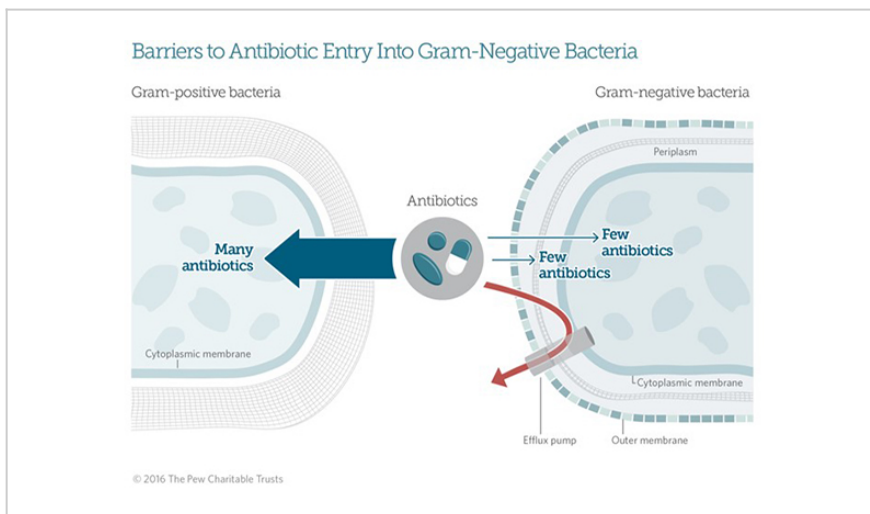 Barriers to Antibiotic Entry Into Gram-Negative Bacteria
Gram-positive bacteria
Gram-negative bacteria
Periplasm
Antibiotics
Many
antibiotics
Few
antibiotics
Few
antibiotics
Cytoplasmic membrane
Cytoplasmic membrane
Efflux pump
Outer membrane
© 2016 The Pew Charitable Trusts